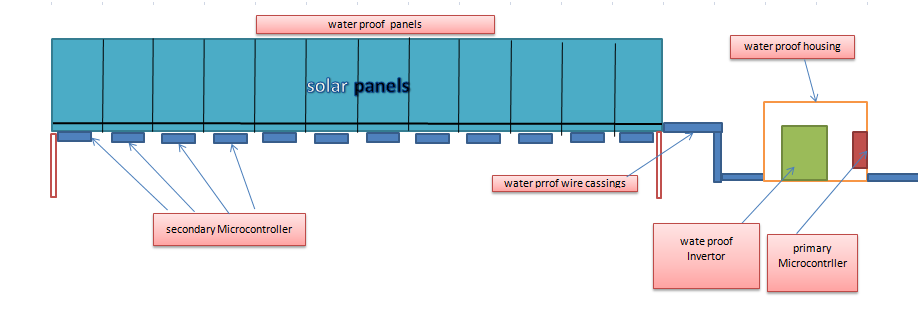 water proof  panels
water proof housing
solar panels
water prrof wire cassings
secondary Microcontroller
wate proof
Invertor
primary
Microcontrller